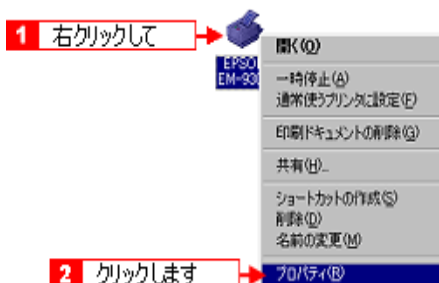 1 右クリックして
EPSO
EM-930
開く(O)
一時停止(A)
通常使うプリンタに設定(F)
印刷ドキュメントの削除(G)
共有(H)...
ショートカットの作成(S)
削除(D)
名前の変更(M)
2 クリックします
プロパティ(R)